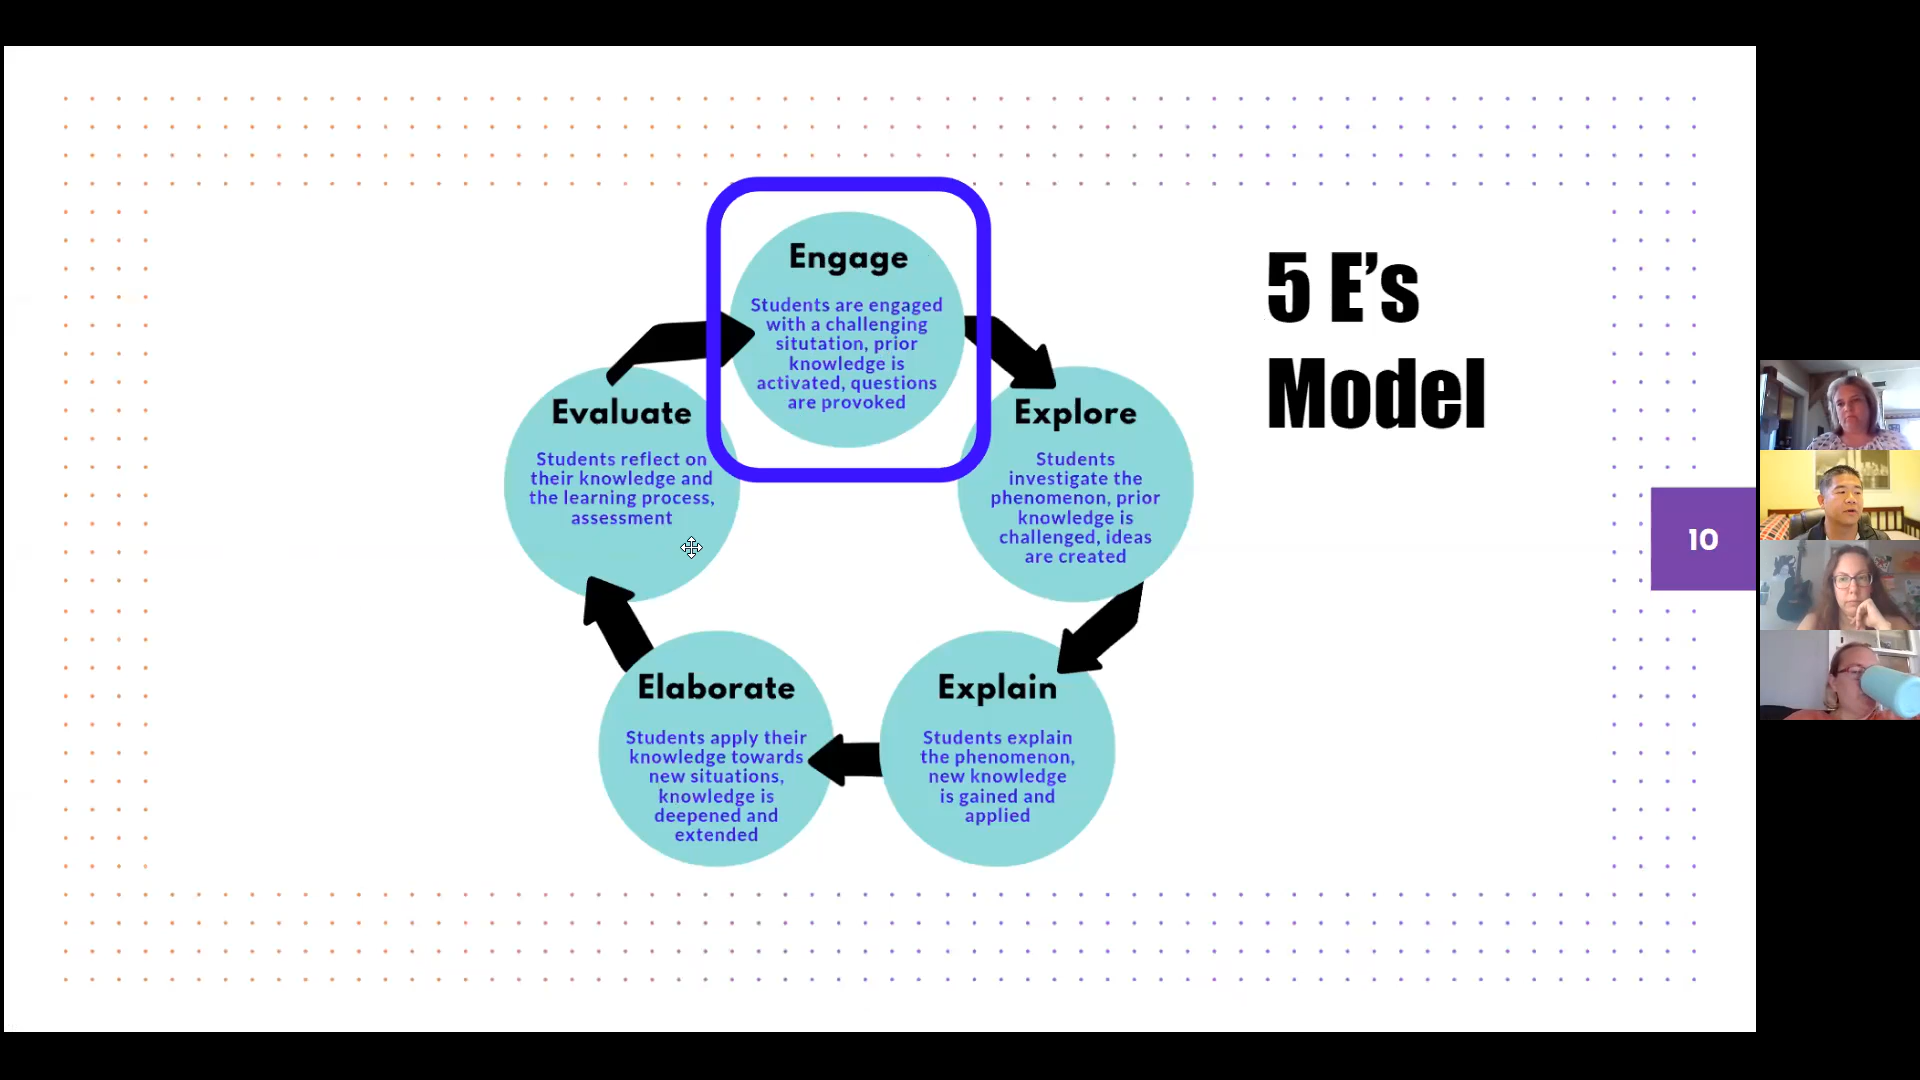 5 E's
Model
Engage
Students are engaged
with a challenging
situtation, prior
knowledge is
activated, questions
are provoked
Explore
Students
investigate the
phenomenon, prior
knowledge is
challenged, ideas
are created
Explain
Students explain
the phenomenon,
new knowledge
is gained and
applied
Elaborate
Students apply their
knowledge towards
new situations,
knowledge is
deepened and
extended
Evaluate
Students reflect on
their knowledge and
the learning process,
assessment
10